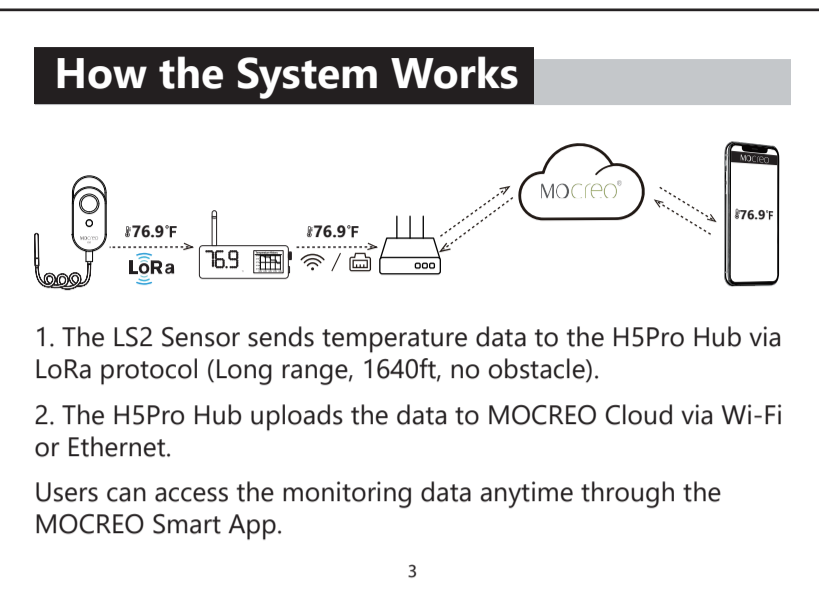 How the System Works
MOCREO®
MOCREO
76.9°F
76.9°F
76.9°F
LoRa
76.9
/
1. The LS2 Sensor sends temperature data to the H5Pro Hub via
LoRa protocol (Long range, 1640ft, no obstacle).
2. The H5Pro Hub uploads the data to MOCREO Cloud via Wi-Fi
or Ethernet.
Users can access the monitoring data anytime through the
MOCREO Smart App.
3